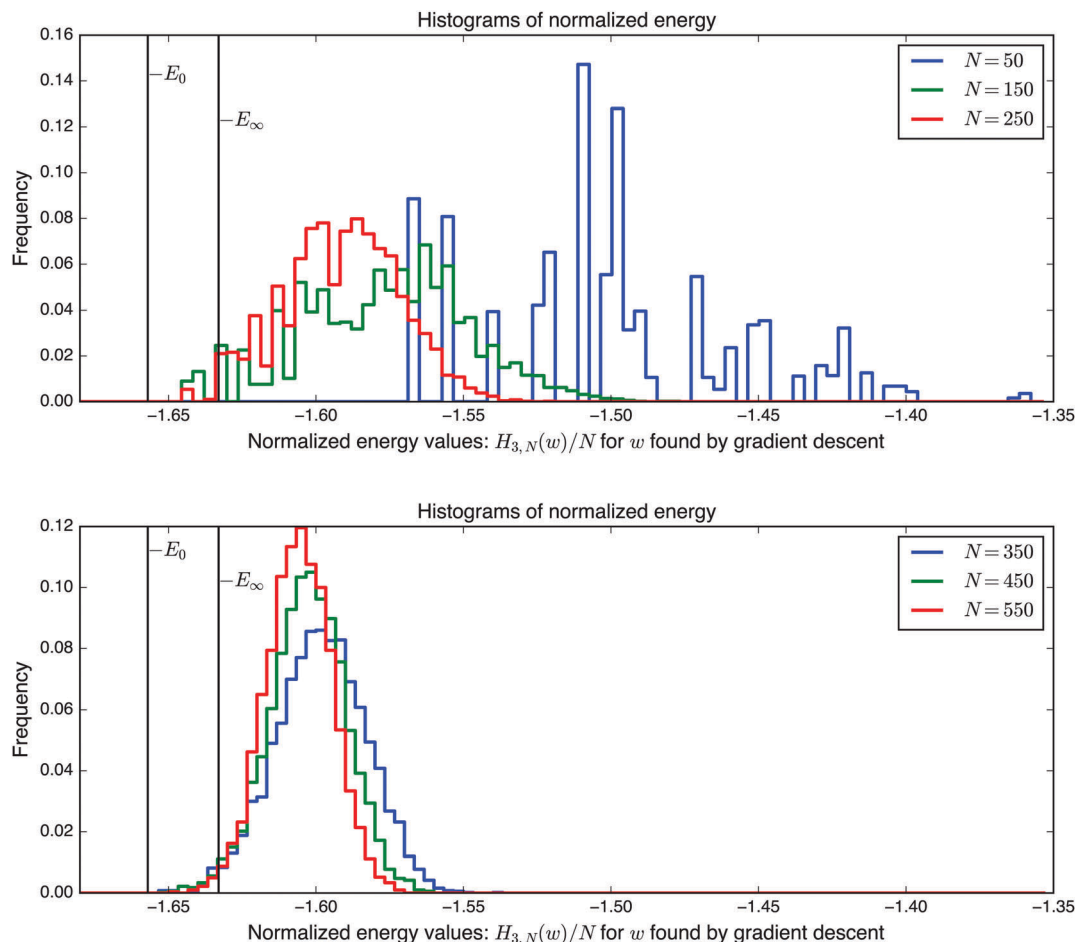 Histograms of normalized energy
0.16
0.14
0.12
0.10
0.08
0.06
0.04
0.02
0.00
Frequency
−E₀
−E∞
N = 50
N = 150
N = 250
−1.65 −1.60 −1.55 −1.50 −1.45 −1.40 −1.35
Normalized energy values: H₃,N(w)/N for w found by gradient descent
Histograms of normalized energy
0.12
0.10
0.08
0.06
0.04
0.02
0.00
Frequency
−E₀
−E∞
N = 350
N = 450
N = 550
−1.65 −1.60 −1.55 −1.50 −1.45 −1.40 −1.35
Normalized energy values: H₃,N(w)/N for w found by gradient descent